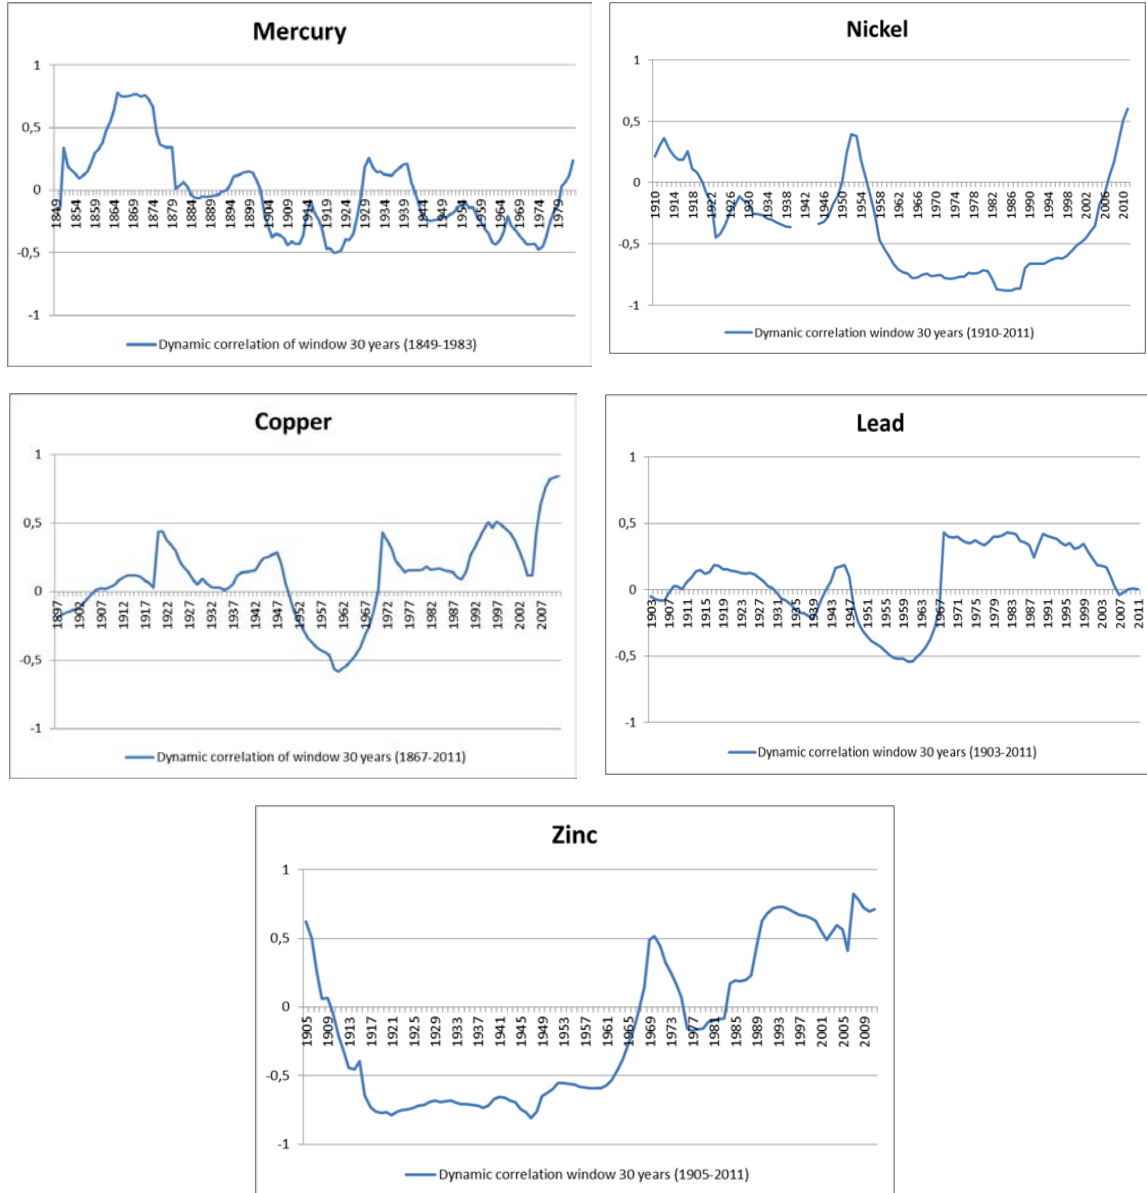 Mercury
1
0,5
0
-0,5
-1
1849 1854 1859 1864 1869 1874 1879 1884 1889 1894 1899 1904 1909 1914 1919 1924 1929 1934 1939 1944 1949 1954 1959 1964 1969 1974 1979
Dynamic correlation of window 30 years (1849-1983)
Nickel
1
0,5
0
-0,5
-1
1910 1914 1918 1922 1926 1930 1934 1938 1942 1946 1950 1954 1958 1962 1966 1970 1974 1978 1982 1986 1990 1994 1998 2002 2006 2010
Dymanic correlation window 30 years (1910-2011)
Copper
1
0,5
0
-0,5
-1
1897 1902 1907 1912 1917 1922 1927 1932 1937 1942 1947 1952 1957 1962 1967 1972 1977 1982 1987 1992 1997 2002 2007
Dynamic correlation of window 30 years (1867-2011)
Lead
1
0,5
0
-0,5
-1
1903 1907 1911 1915 1919 1923 1927 1931 1935 1939 1943 1947 1951 1955 1959 1963 1967 1971 1975 1979 1983 1987 1991 1995 1999 2003 2007 2011
Dynamic correlation window 30 years (1903-2011)
Zinc
1
0,5
0
-0,5
-1
1905 1909 1913 1917 1921 1925 1929 1933 1937 1941 1945 1949 1953 1957 1961 1965 1969 1973 1977 1981 1985 1989 1993 1997 2001 2005 2009
Dynamic correlation window 30 years (1905-2011)